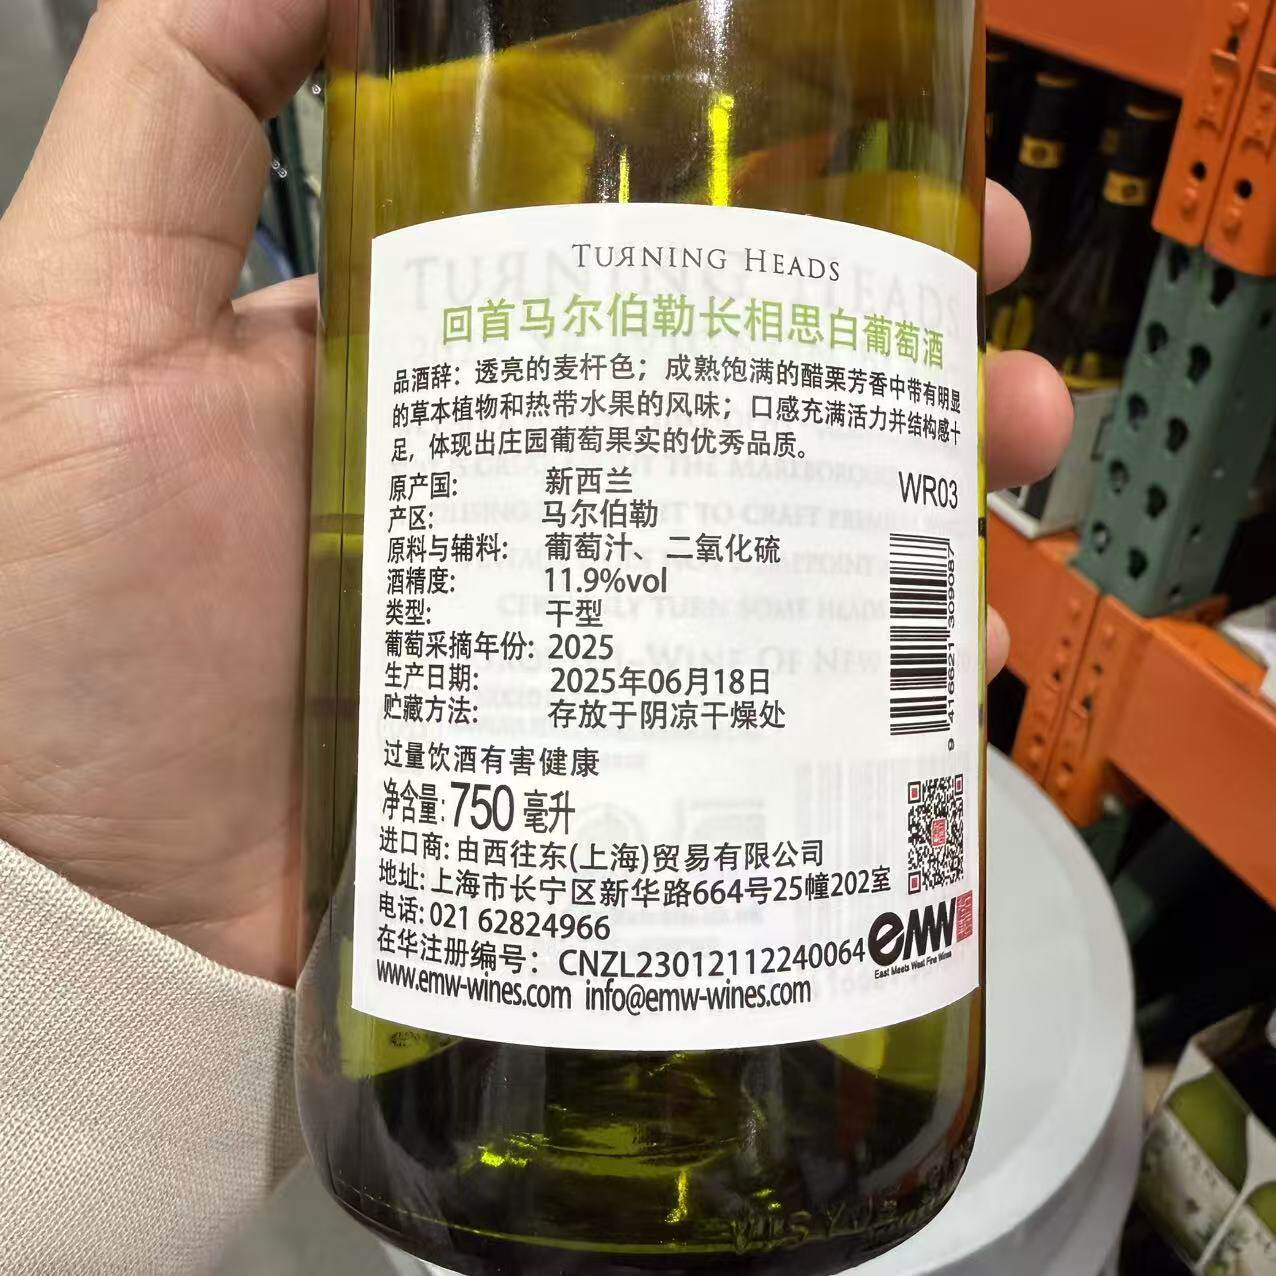 TUЯNING HEADS
回首马尔伯勒长相思白葡萄酒
品酒辞：透亮的麦杆色；成熟饱满的醋栗芳香中带有明显
的草本植物和热带水果的风味；口感充满活力并结构感十
足，体现出庄园葡萄果实的优秀品质。
原产国: 新西兰
WR03
产区: 马尔伯勒
原料与辅料: 葡萄汁、二氧化硫
酒精度: 11.9%vol
类型: 干型
葡萄采摘年份: 2025
生产日期: 2025年06月18日
贮藏方法: 存放于阴凉干燥处
9 416621 309087
过量饮酒有害健康
净含量: 750 毫升
进口商: 由西往东(上海)贸易有限公司
地址: 上海市长宁区新华路664号25幢202室
电话: 021 62824966
在华注册编号： CNZL23012112240064
www.emw-wines.com info@emw-wines.com
emw
East Meets West Fine Wines